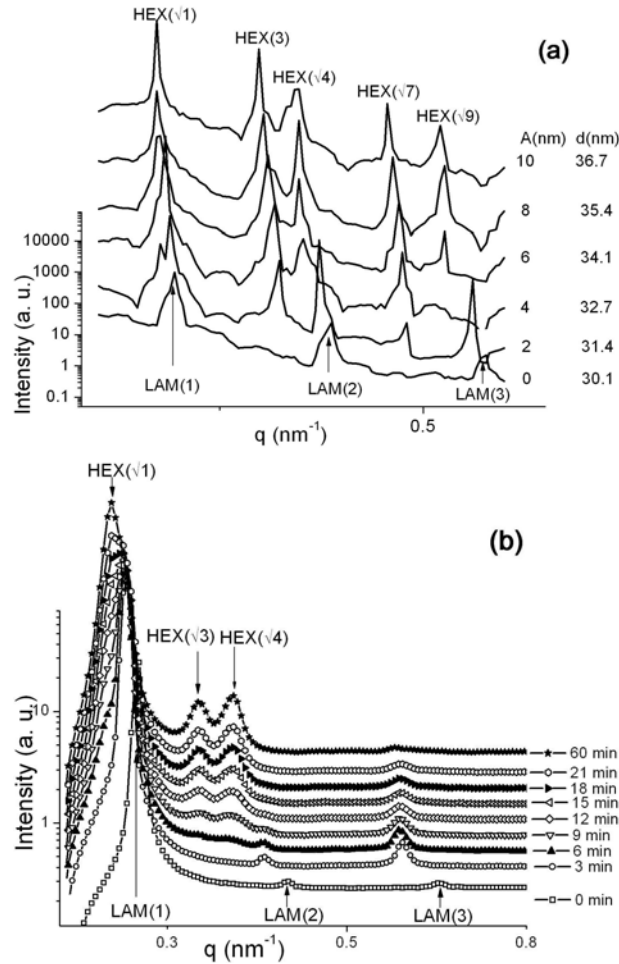 HEX(√1)
HEX(3)
(a)
HEX(√4)
HEX(√7)
HEX(√9)
A(nm) d(nm)
10 36.7
8 35.4
6 34.1
4 32.7
2 31.4
0 30.1
10000
1000
100
10
1
0.1
Intensity (a. u.)
LAM(1)
LAM(2)
LAM(3)
0.5
q (nm⁻¹)
HEX(√1)
(b)
HEX(√3)
HEX(√4)
10
1
Intensity (a. u.)
60 min
21 min
18 min
15 min
12 min
9 min
6 min
3 min
0 min
LAM(1)
LAM(2)
LAM(3)
0.3
0.5
0.8
q (nm⁻¹)